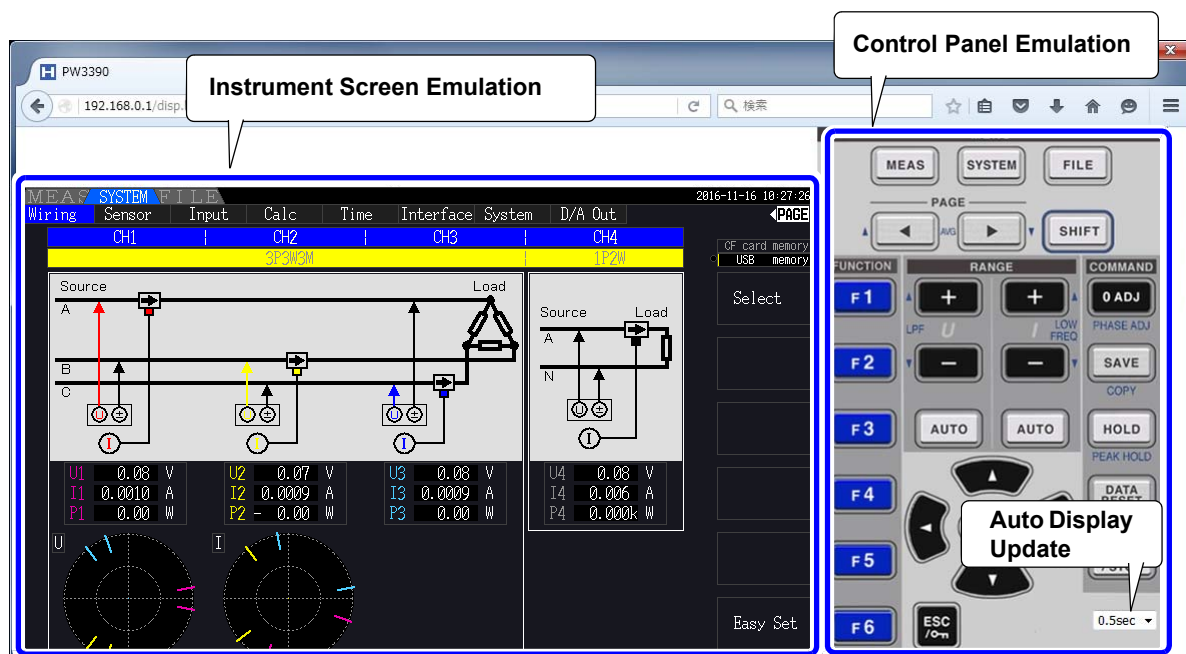 Control Panel Emulation
Instrument Screen Emulation
Auto Display
Update
PW3390
192.168.0.1/disp.
検索
MEAS SYSTEM FILE
2016-11-16 10:27:26
Wiring Sensor Input Calc Time Interface System D/A Out
PAGE
CH1 CH2 CH3 CH4
3P3W3M 1P2W
CF card memory
USB memory
Select
Easy Set
Source Load
A
B
C
U ± U ± U ±
I I I
Source Load
A
N
U ±
I
U1 0.08 V U2 0.07 V U3 0.08 V U4 0.08 V
I1 0.0010 A I2 0.0009 A I3 0.0009 A I4 0.006 A
P1 0.00 W P2 - 0.00 W P3 0.00 W P4 0.000k W
U I
MEAS SYSTEM FILE
PAGE
AVG
SHIFT
FUNCTION RANGE COMMAND
F1 + + 0 ADJ
LPF U I LOW FREQ PHASE ADJ
F2 − − SAVE
COPY
F3 AUTO AUTO HOLD
PEAK HOLD
F4 DATA
F5
F6 ESC
0.5sec